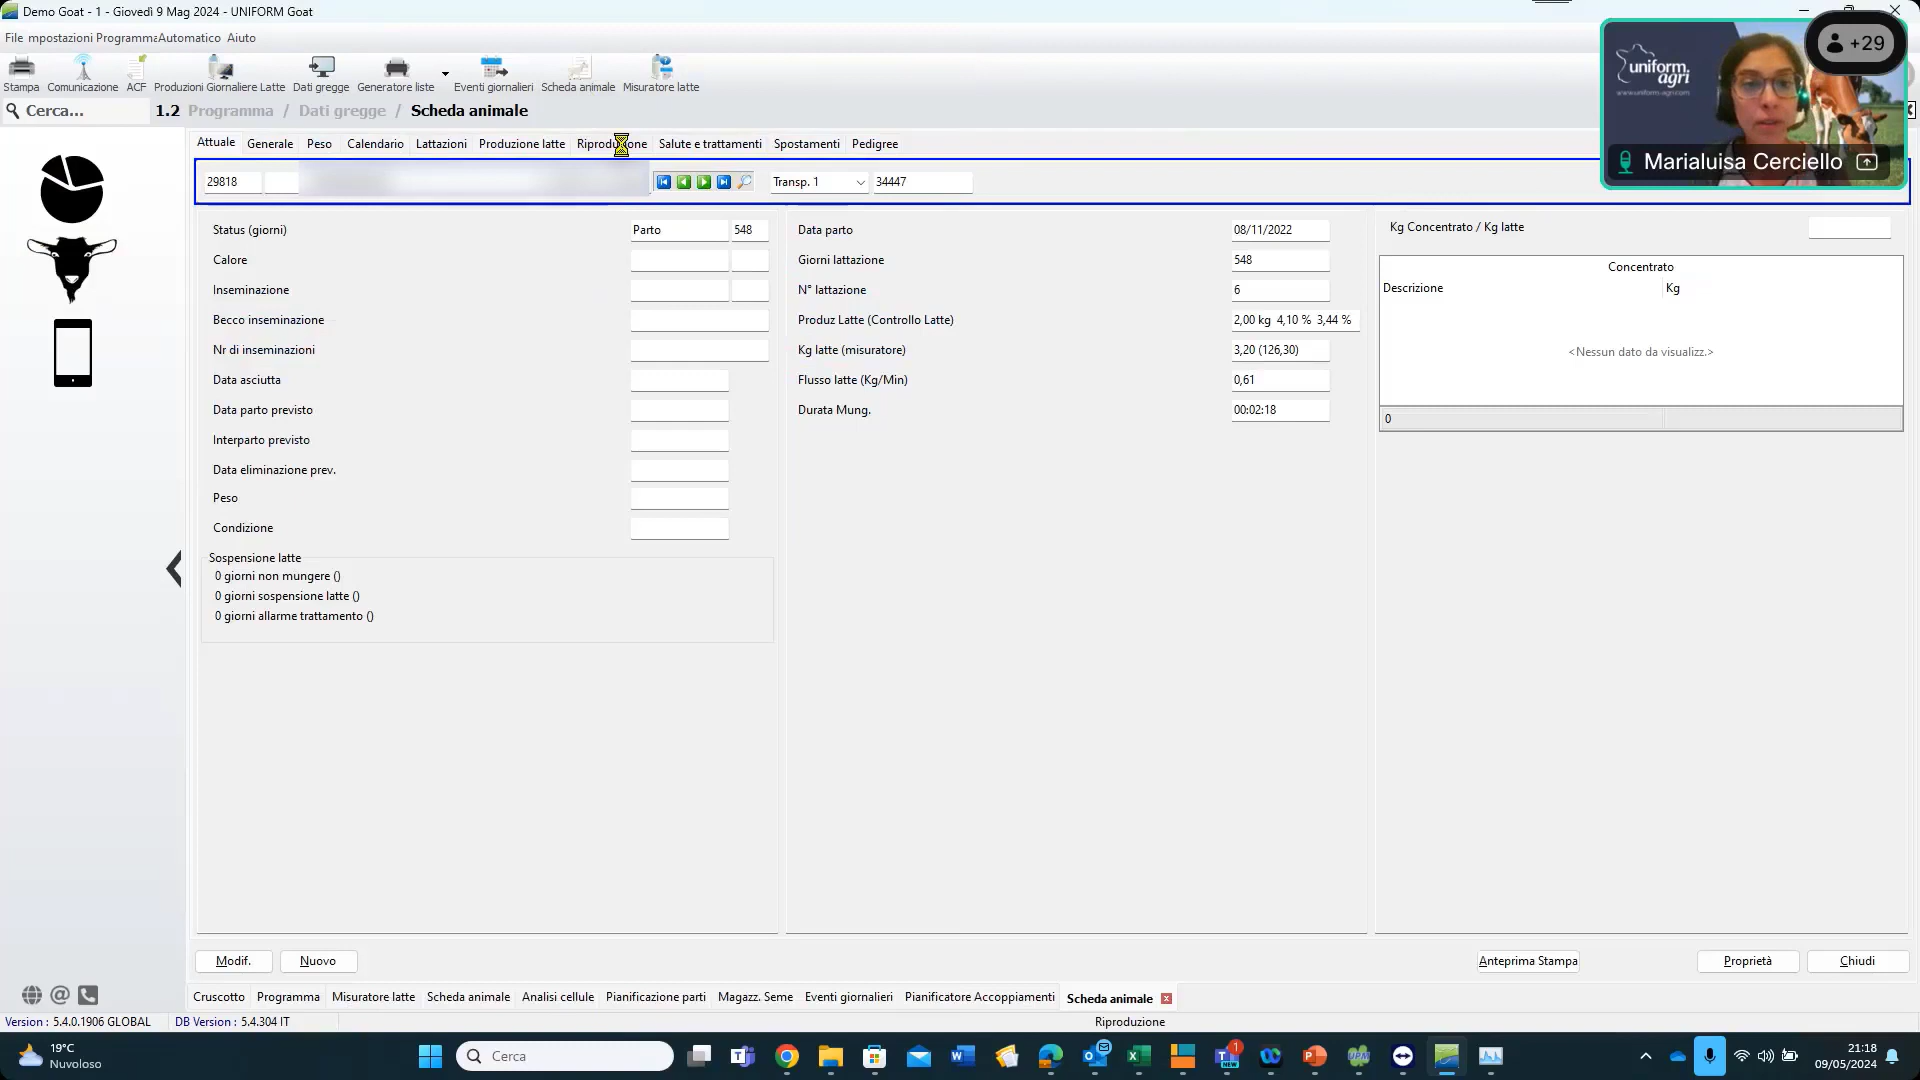 Demo Goat - 1 - Giovedì 9 Mag 2024 - UNIFORM Goat
File mpostazioni Programma Automatico Aiuto
Stampa Comunicazione ACF Produzioni Giornaliere Latte Dati gregge Generatore liste Eventi giornalieri Scheda animale Misuratore latte
Cerca... 1.2 Programma / Dati gregge / Scheda animale
+29
uniform.
agri
www.uniform-agri.com
Marialuisa Cerciello
Attuale Generale Peso Calendario Lattazioni Produzione latte Riproduzione Salute e trattamenti Spostamenti Pedigree
29818 Transp. 1 34447
Status (giorni) Parto 548
Calore
Inseminazione
Becco inseminazione
Nr di inseminazioni
Data asciutta
Data parto previsto
Interparto previsto
Data eliminazione prev.
Peso
Condizione
Sospensione latte
0 giorni non mungere ()
0 giorni sospensione latte ()
0 giorni allarme trattamento ()
Data parto 08/11/2022
Giorni lattazione 548
N° lattazione 6
Produz Latte (Controllo Latte) 2,00 kg 4,10 % 3,44 %
Kg latte (misuratore) 3,20 (126,30)
Flusso latte (Kg/Min) 0,61
Durata Mung. 00:02:18
Kg Concentrato / Kg latte
Concentrato
Descrizione Kg
<Nessun dato da visualizz.>
0
Modif. Nuovo Anteprima Stampa Proprietà Chiudi
Cruscotto Programma Misuratore latte Scheda animale Analisi cellule Pianificazione parti Magazz. Seme Eventi giornalieri Pianificatore Accoppiamenti Scheda animale
Version : 5.4.0.1906 GLOBAL DB Version : 5.4.304 IT Riproduzione
19°C
Nuvoloso
Cerca
NEW
1
UPM
21:18
09/05/2024